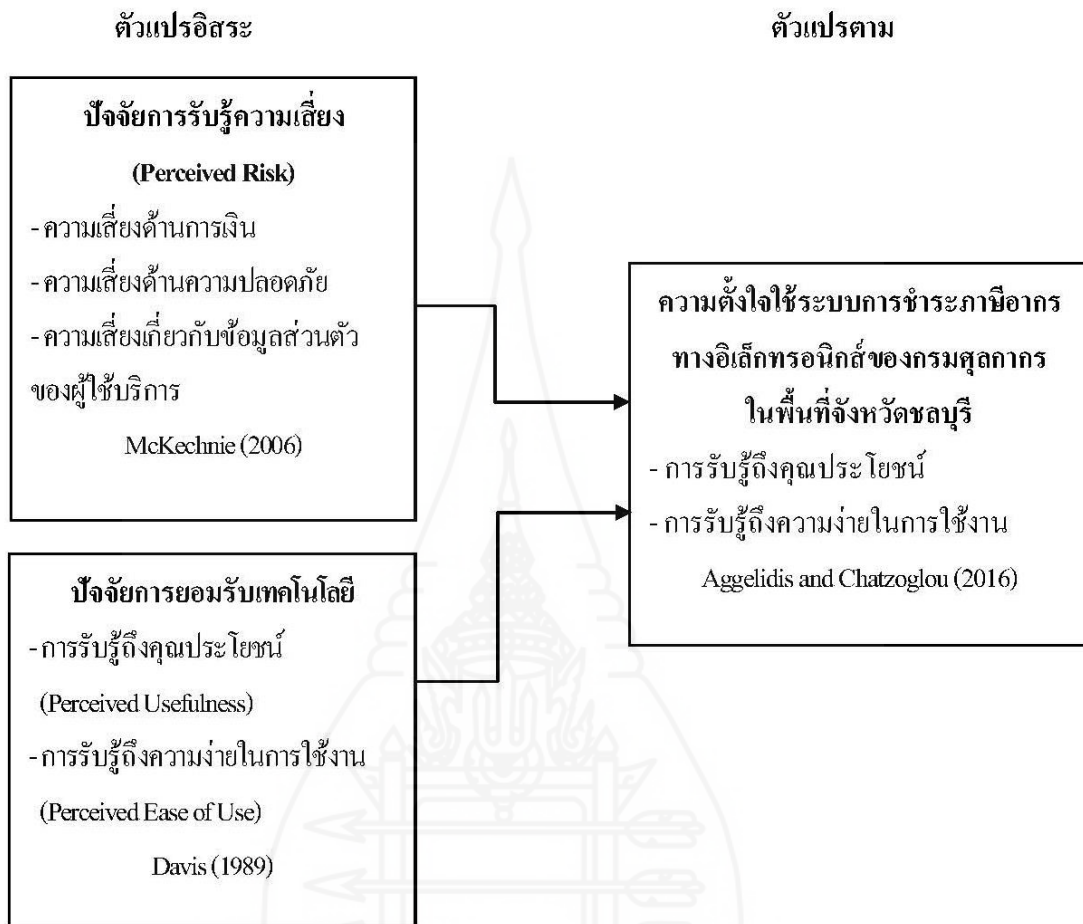 ตัวแปรอิสระ
ตัวแปรตาม
ปัจจัยการรับรู้ความเสี่ยง
(Perceived Risk)
- ความเสี่ยงด้านการเงิน
- ความเสี่ยงด้านความปลอดภัย
- ความเสี่ยงเกี่ยวกับข้อมูลส่วนตัว
ของผู้ใช้บริการ
McKechnie (2006)
ปัจจัยการยอมรับเทคโนโลยี
- การรับรู้ถึงคุณประโยชน์
(Perceived Usefulness)
- การรับรู้ถึงความง่ายในการใช้งาน
(Perceived Ease of Use)
Davis (1989)
ความตั้งใจใช้ระบบการชำระภาษีอากร
ทางอิเล็กทรอนิกส์ของกรมศุลกากร
ในพื้นที่จังหวัดชลบุรี
- การรับรู้ถึงคุณประโยชน์
- การรับรู้ถึงความง่ายในการใช้งาน
Aggelidis and Chatzoglou (2016)